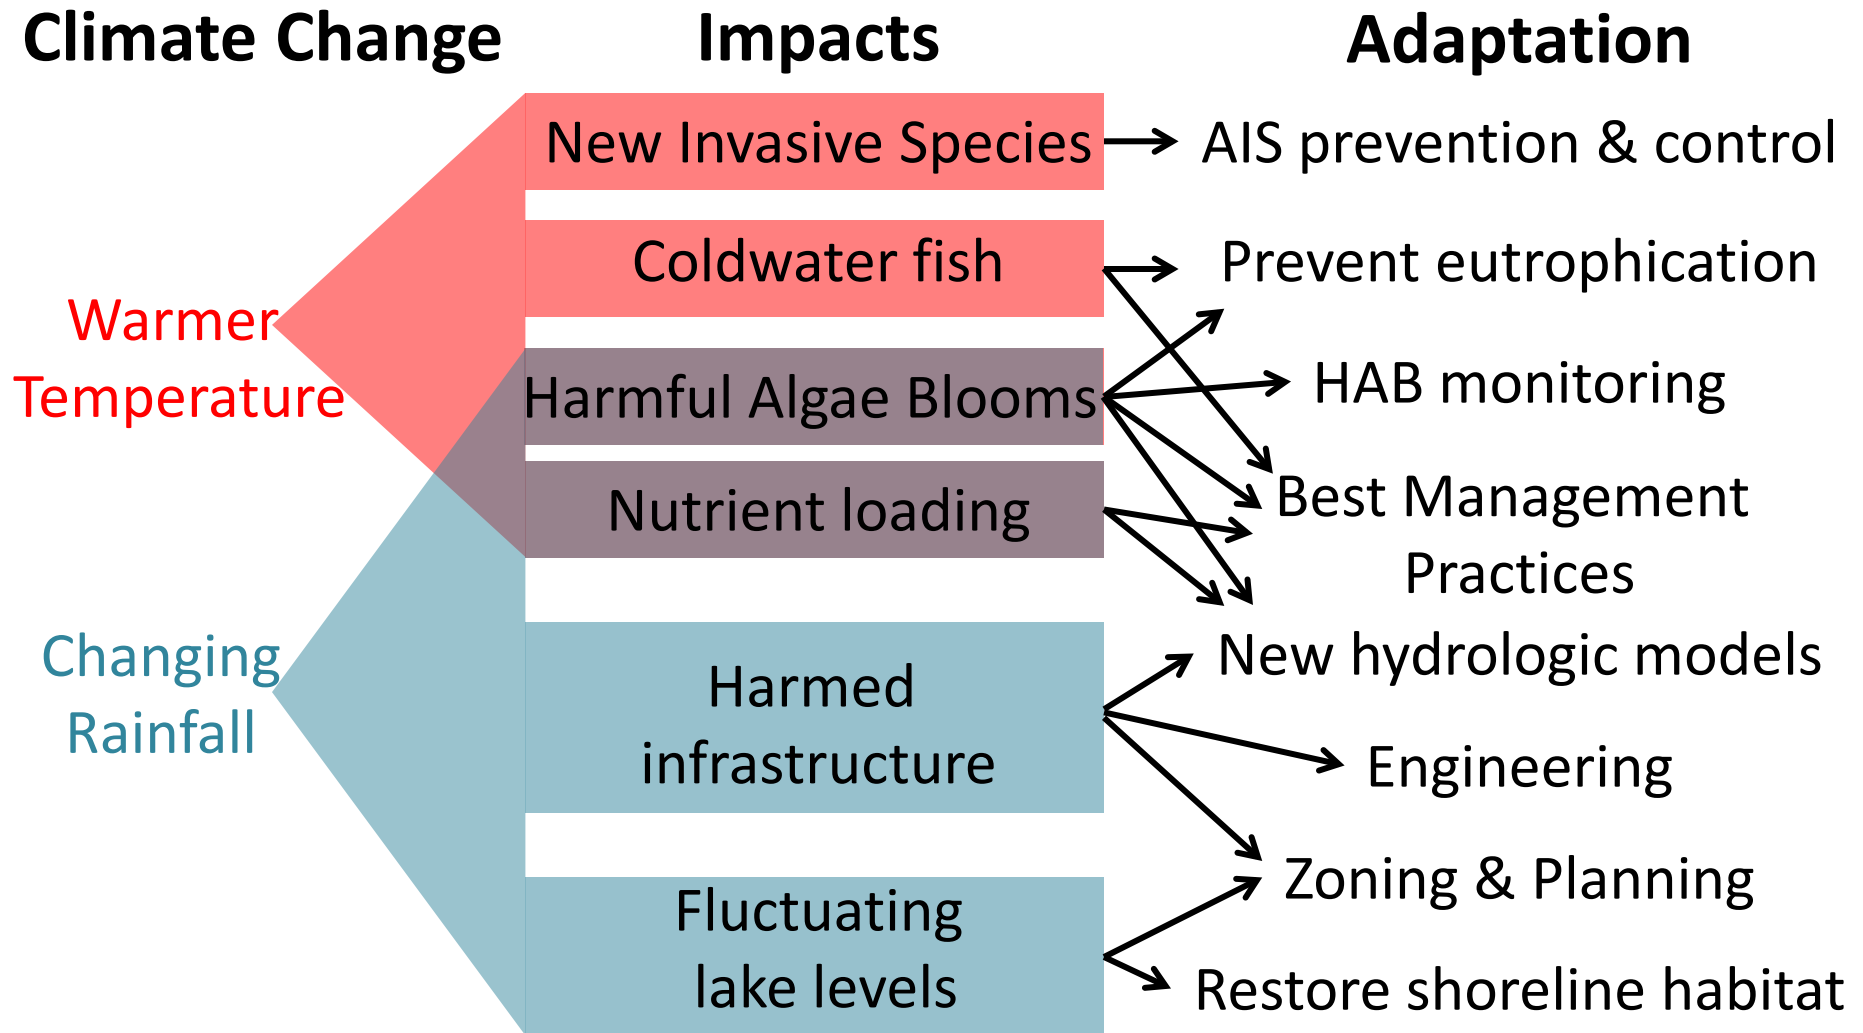 Climate Change
Impacts
Adaptation
Warmer
Temperature
Changing
Rainfall
New Invasive Species
Coldwater fish
Harmful Algae Blooms
Nutrient loading
Harmed
infrastructure
Fluctuating
lake levels
AIS prevention & control
Prevent eutrophication
HAB monitoring
Best Management
Practices
New hydrologic models
Engineering
Zoning & Planning
Restore shoreline habitat